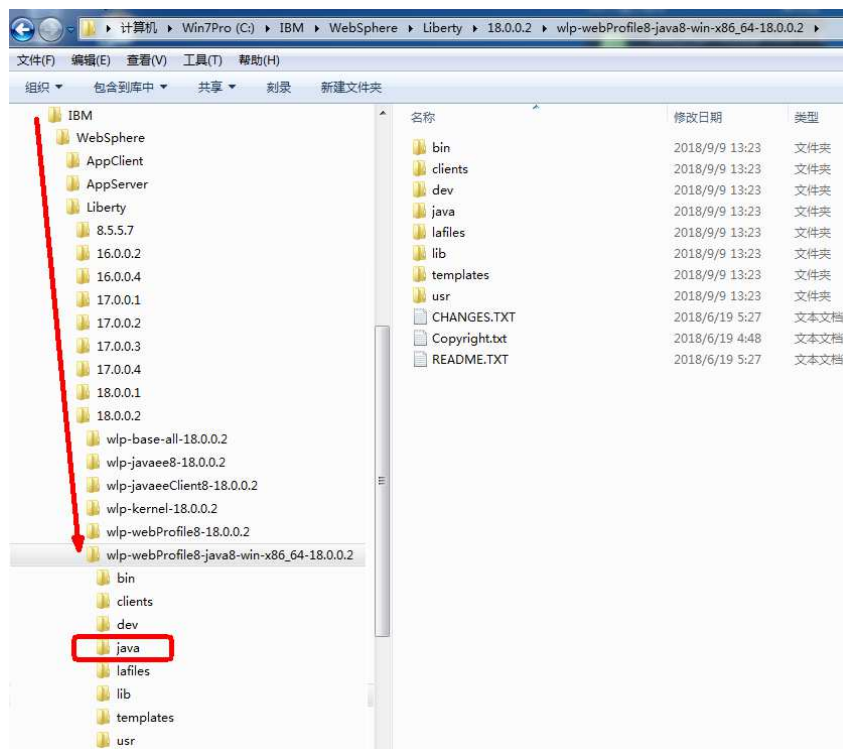 计算机 ▸ Win7Pro (C:) ▸ IBM ▸ WebSphere ▸ Liberty ▸ 18.0.0.2 ▸ wlp-webProfile8-java8-win-x86_64-18.0.0.2 ▸
文件(F) 编辑(E) 查看(V) 工具(T) 帮助(H)
组织 包含到库中 共享 刻录 新建文件夹
IBM
WebSphere
AppClient
AppServer
Liberty
8.5.5.7
16.0.0.2
16.0.0.4
17.0.0.1
17.0.0.2
17.0.0.3
17.0.0.4
18.0.0.1
18.0.0.2
wlp-base-all-18.0.0.2
wlp-javaee8-18.0.0.2
wlp-javaeeClient8-18.0.0.2
wlp-kernel-18.0.0.2
wlp-webProfile8-18.0.0.2
wlp-webProfile8-java8-win-x86_64-18.0.0.2
bin
clients
dev
java
lafiles
lib
templates
usr
名称 修改日期 类型
bin 2018/9/9 13:23 文件夹
clients 2018/9/9 13:23 文件夹
dev 2018/9/9 13:23 文件夹
java 2018/9/9 13:23 文件夹
lafiles 2018/9/9 13:23 文件夹
lib 2018/9/9 13:23 文件夹
templates 2018/9/9 13:23 文件夹
usr 2018/9/9 13:23 文件夹
CHANGES.TXT 2018/6/19 5:27 文本文档
Copyright.txt 2018/6/19 4:48 文本文档
README.TXT 2018/6/19 5:27 文本文档